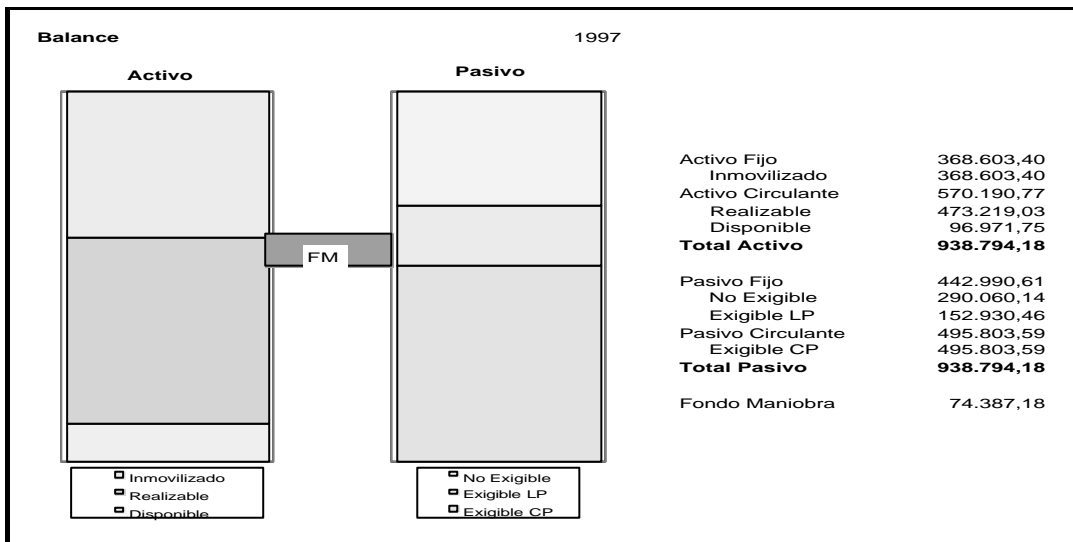 Balance 1997
Activo Pasivo
FM
Inmovilizado
Realizable
Disponible
No Exigible
Exigible LP
Exigible CP
Activo Fijo 368.603,40
Inmovilizado 368.603,40
Activo Circulante 570.190,77
Realizable 473.219,03
Disponible 96.971,75
Total Activo 938.794,18
Pasivo Fijo 442.990,61
No Exigible 290.060,14
Exigible LP 152.930,46
Pasivo Circulante 495.803,59
Exigible CP 495.803,59
Total Pasivo 938.794,18
Fondo Maniobra 74.387,18